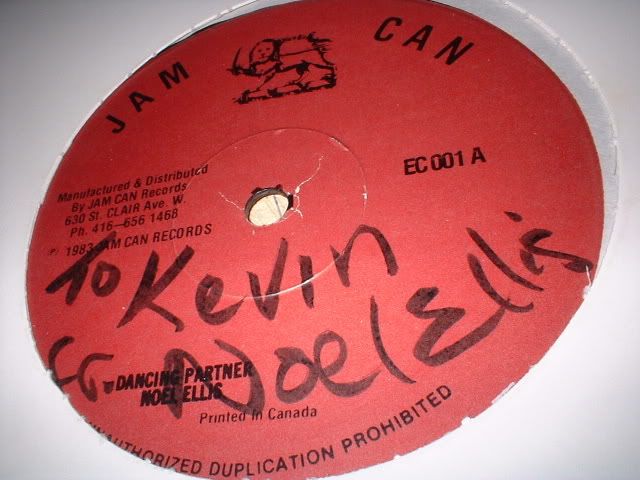 JAM CAN
Manufactured & Distributed
By JAM CAN Records
630 St. CLAIR Ave. W.
Ph. 416-656 1468
℗ 1983 JAM CAN RECORDS
EC 001 A
To Kevin
Noel Ellis
DANCING PARTNER
NOEL ELLIS
Printed in Canada
UNAUTHORIZED DUPLICATION PROHIBITED